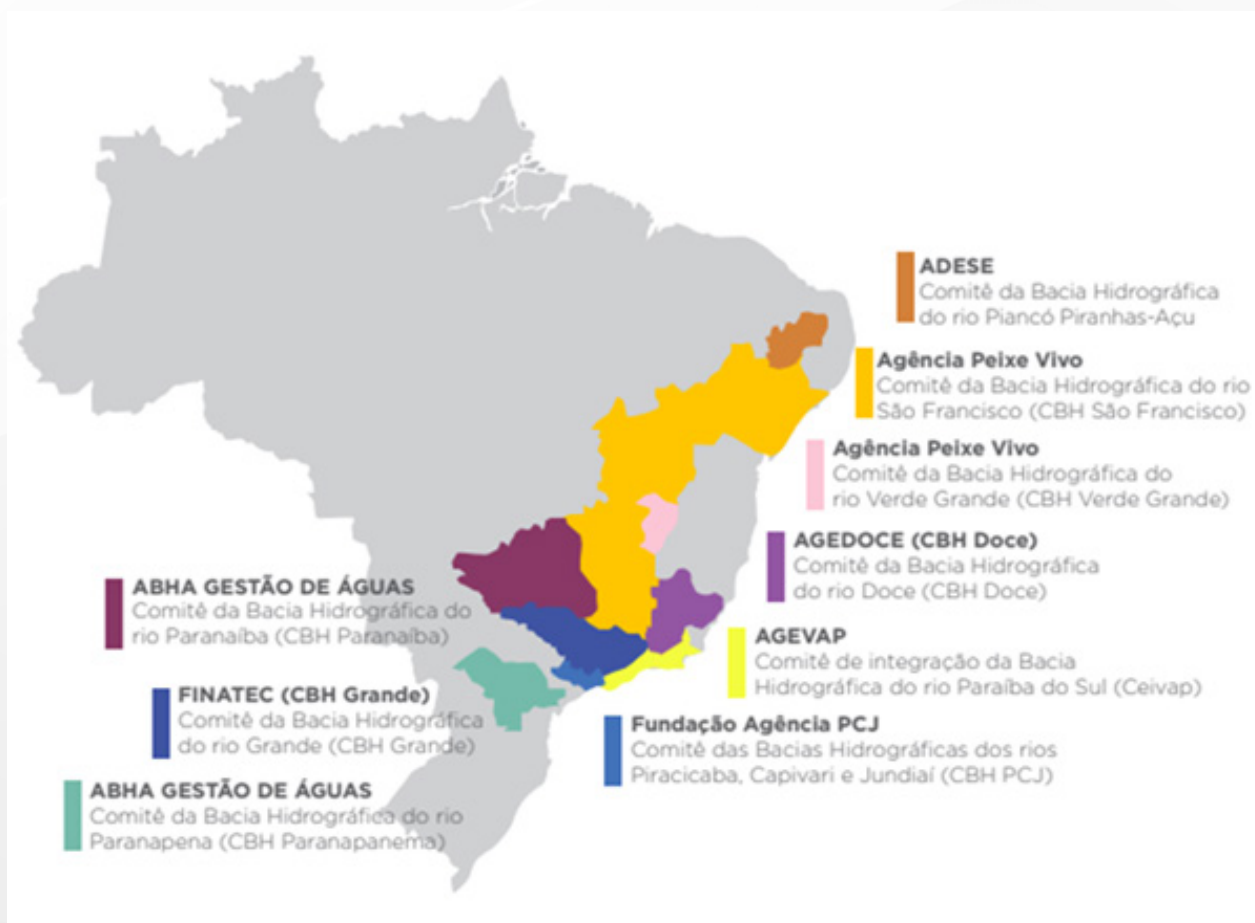 ADESE
Comitê da Bacia Hidrográfica
do rio Piancó Piranhas-Açu
Agência Peixe Vivo
Comitê da Bacia Hidrográfica do rio
São Francisco (CBH São Francisco)
Agência Peixe Vivo
Comitê da Bacia Hidrográfica do
rio Verde Grande (CBH Verde Grande)
AGEDOCE (CBH Doce)
Comitê da Bacia Hidrográfica
do rio Doce (CBH Doce)
ABHA GESTÃO DE ÁGUAS
Comitê da Bacia Hidrográfica do
rio Paranaíba (CBH Paranaíba)
AGEVAP
Comitê de integração da Bacia
Hidrográfica do rio Paraíba do Sul (Ceivap)
FINATEC (CBH Grande)
Comitê da Bacia Hidrográfica
do rio Grande (CBH Grande)
Fundação Agência PCJ
Comitê das Bacias Hidrográficas dos rios
Piracicaba, Capivari e Jundiaí (CBH PCJ)
ABHA GESTÃO DE ÁGUAS
Comitê da Bacia Hidrográfica do rio
Paranapena (CBH Paranapanema)